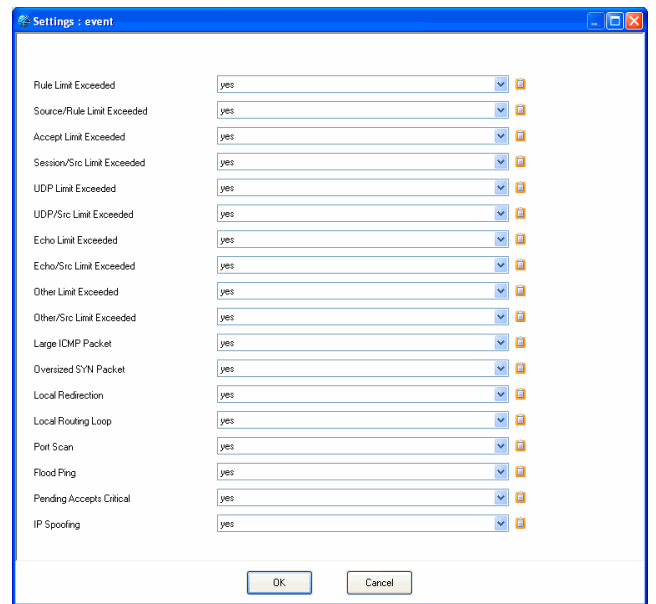 Settings : event
Rule Limit Exceeded yes
Source/Rule Limit Exceeded yes
Accept Limit Exceeded yes
Session/Src Limit Exceeded yes
UDP Limit Exceeded yes
UDP/Src Limit Exceeded yes
Echo Limit Exceeded yes
Echo/Src Limit Exceeded yes
Other Limit Exceeded yes
Other/Src Limit Exceeded yes
Large ICMP Packet yes
Oversized SYN Packet yes
Local Redirection yes
Local Routing Loop yes
Port Scan yes
Flood Ping yes
Pending Accepts Critical yes
IP Spoofing yes
OK Cancel